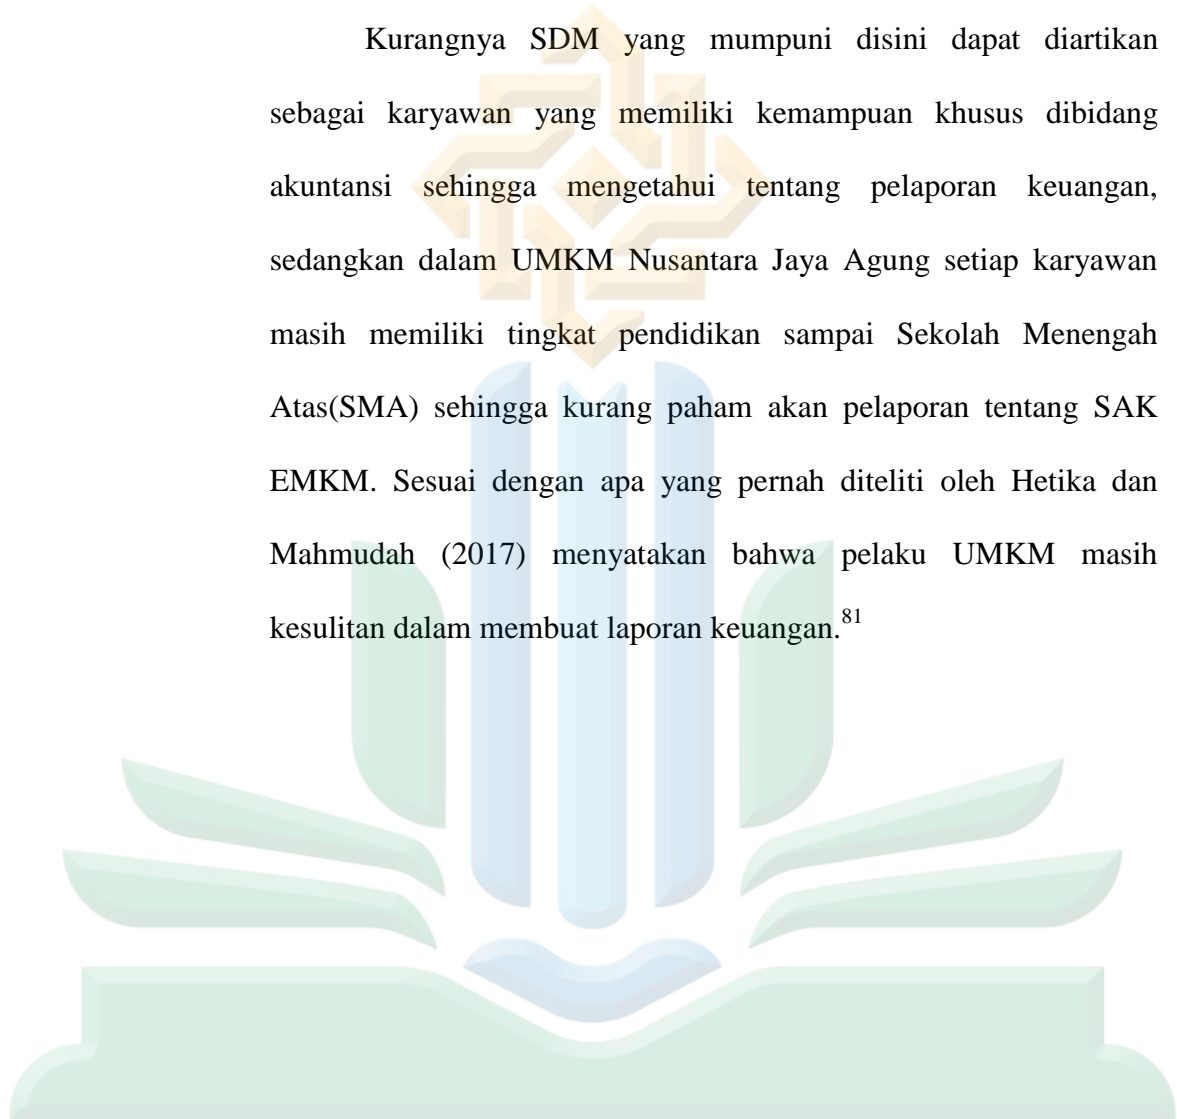 Kurangnya SDM yang mumpuni disini dapat diartikan
sebagai karyawan yang memiliki kemampuan khusus dibidang
akuntansi sehingga mengetahui tentang pelaporan keuangan,
sedangkan dalam UMKM Nusantara Jaya Agung setiap karyawan
masih memiliki tingkat pendidikan sampai Sekolah Menengah
Atas(SMA) sehingga kurang paham akan pelaporan tentang SAK
EMKM. Sesuai dengan apa yang pernah diteliti oleh Hetika dan
Mahmudah (2017) menyatakan bahwa pelaku UMKM masih
kesulitan dalam membuat laporan keuangan.81